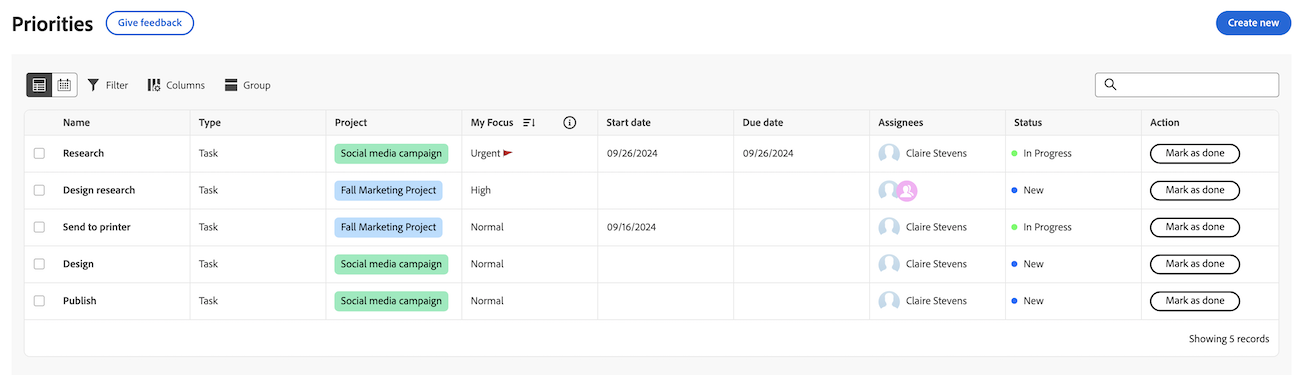 Priorities Give feedback Create new
Filter Columns Group
Name Type Project My Focus Start date Due date Assignees Status Action
Research Task Social media campaign Urgent 09/26/2024 09/26/2024 Claire Stevens In Progress Mark as done
Design research Task Fall Marketing Project High New Mark as done
Send to printer Task Fall Marketing Project Normal 09/16/2024 Claire Stevens In Progress Mark as done
Design Task Social media campaign Normal Claire Stevens New Mark as done
Publish Task Social media campaign Normal Claire Stevens New Mark as done
Showing 5 records